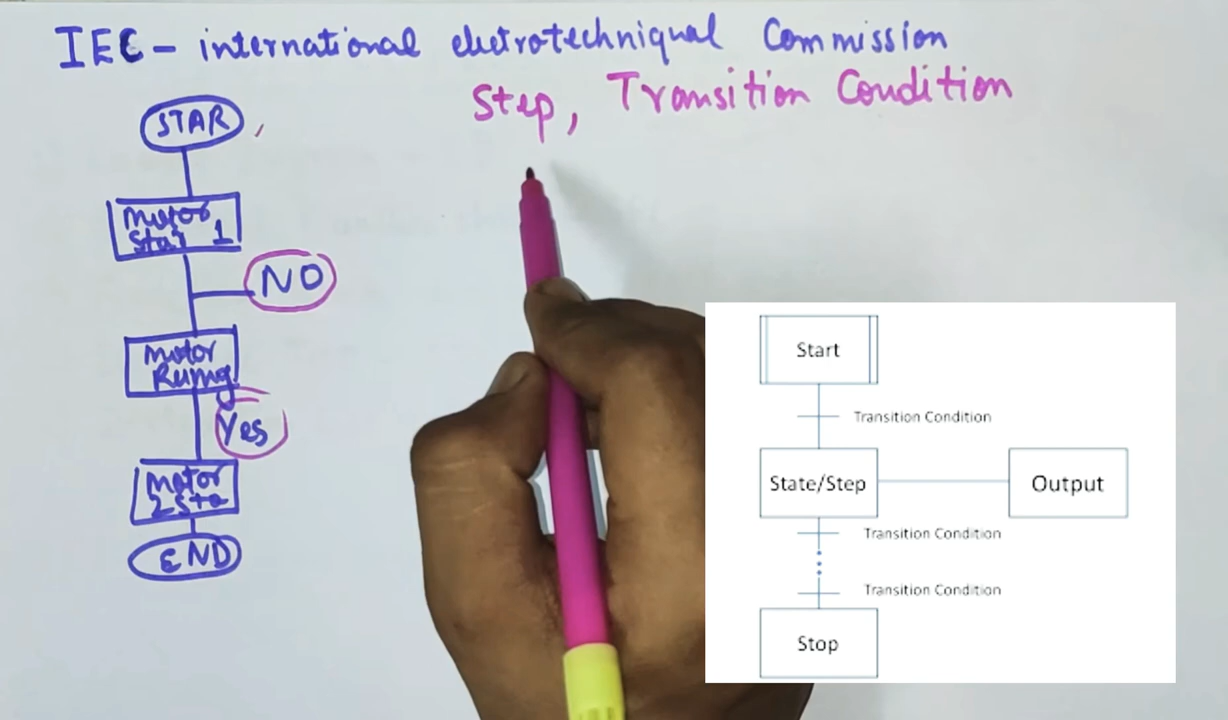 IEC - international eletrotechniqual Commission
Step, Transition Condition
STAR
Motor
Star 1
NO
Motor
Runng
Yes
Motor
2 Sta
END
Start
Transition Condition
State/Step
Output
Transition Condition
Transition Condition
Stop